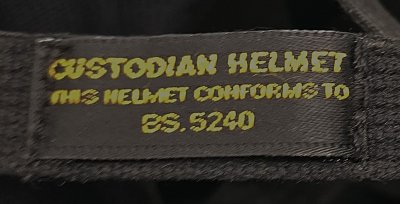 CUSTODIAN HELMET
THIS HELMET CONFORMS TO
BS. 5240